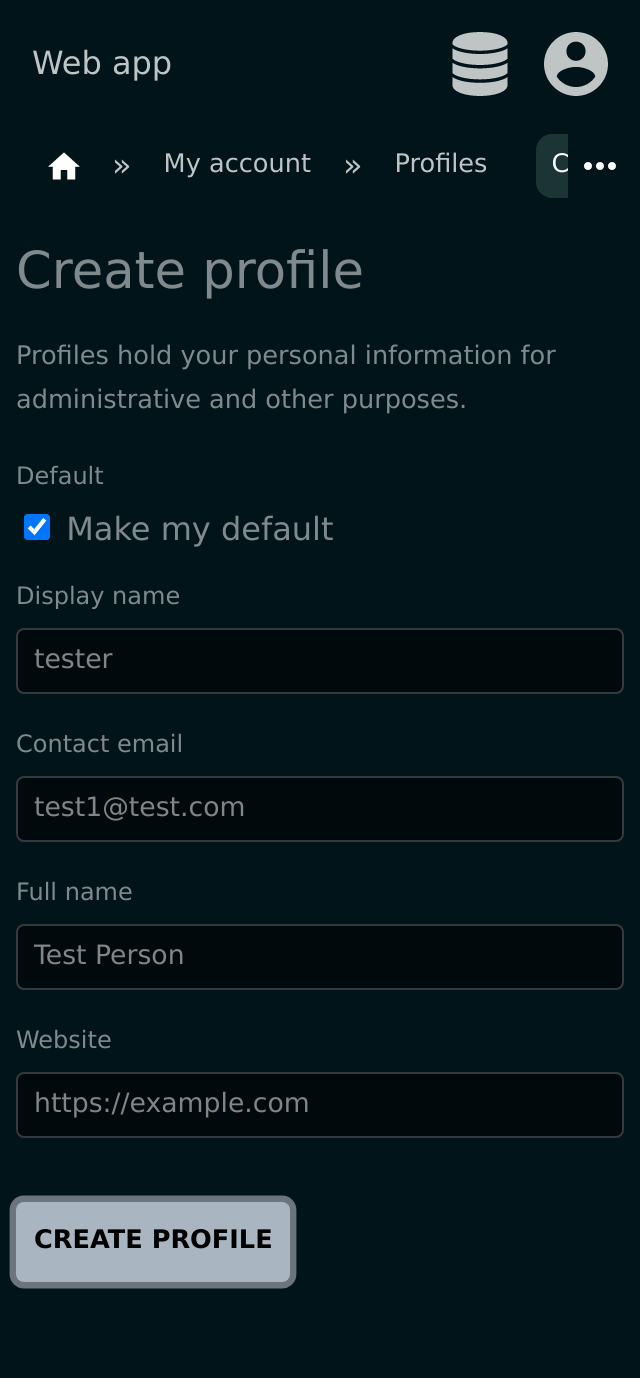 Web app
» My account » Profiles C
Create profile
Profiles hold your personal information for
administrative and other purposes.
Default
Make my default
Display name
tester
Contact email
test1@test.com
Full name
Test Person
Website
https://example.com
CREATE PROFILE